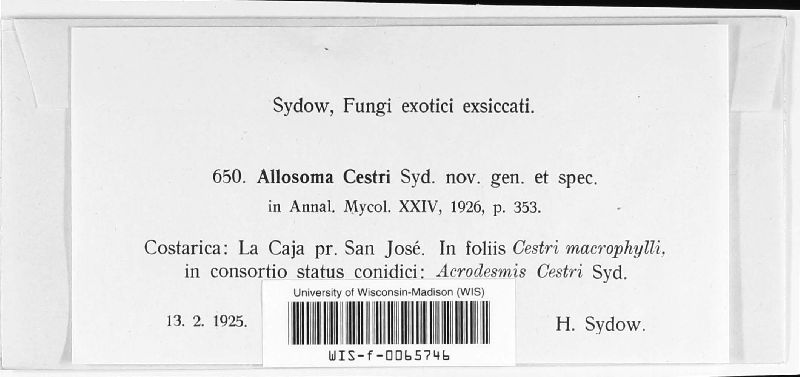 Sydow, Fungi exotici exsiccati.
650. Allosoma Cestri Syd. nov. gen. et spec.
in Annal. Mycol. XXIV, 1926, p. 353.
Costarica: La Caja pr. San José. In foliis Cestri macrophylli,
in consortio status conidici: Acrodesmis Cestri Syd.
University of Wisconsin-Madison (WIS)
13. 2. 1925.
H. Sydow.
WIS-f-0065746